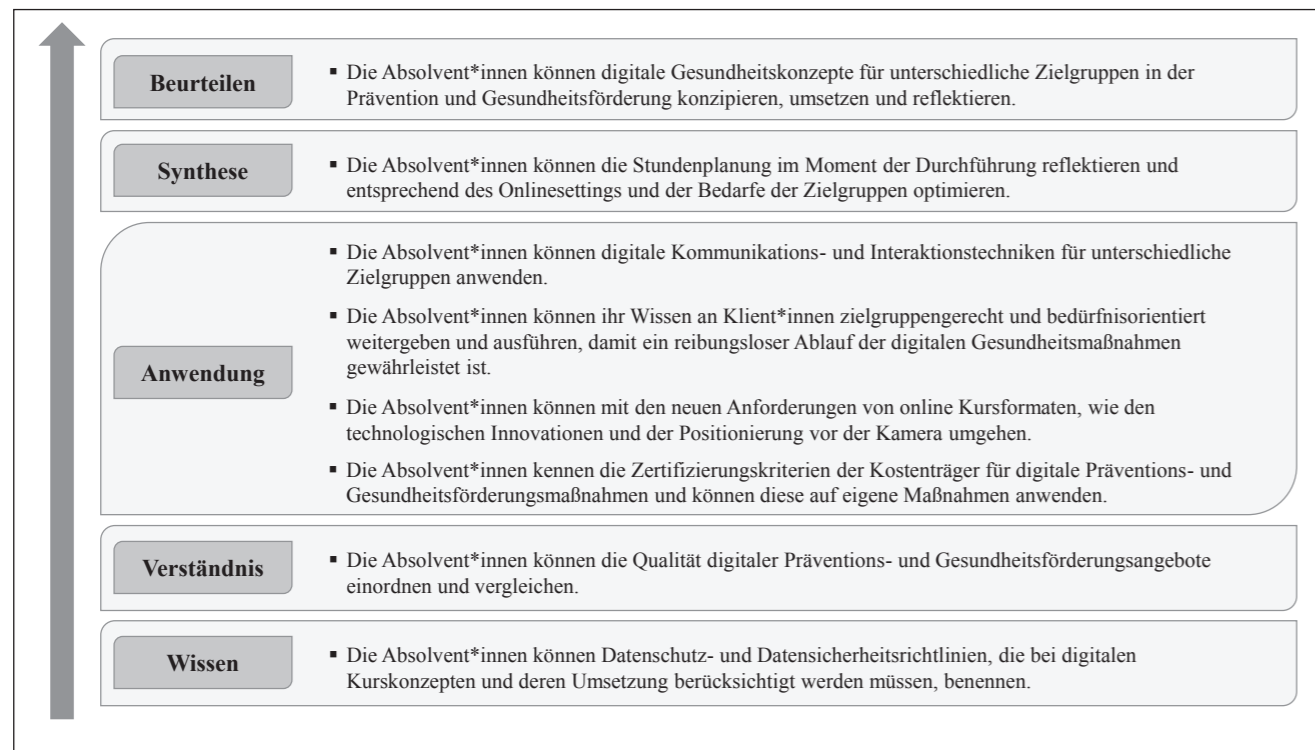 Beurteilen
▪ Die Absolvent*innen können digitale Gesundheitskonzepte für unterschiedliche Zielgruppen in der
Prävention und Gesundheitsförderung konzipieren, umsetzen und reflektieren.
Synthese
▪ Die Absolvent*innen können die Stundenplanung im Moment der Durchführung reflektieren und
entsprechend des Onlinesettings und der Bedarfe der Zielgruppen optimieren.
Anwendung
▪ Die Absolvent*innen können digitale Kommunikations- und Interaktionstechniken für unterschiedliche
Zielgruppen anwenden.
▪ Die Absolvent*innen können ihr Wissen an Klient*innen zielgruppengerecht und bedürfnisorientiert
weitergeben und ausführen, damit ein reibungsloser Ablauf der digitalen Gesundheitsmaßnahmen
gewährleistet ist.
▪ Die Absolvent*innen können mit den neuen Anforderungen von online Kursformaten, wie den
technologischen Innovationen und der Positionierung vor der Kamera umgehen.
▪ Die Absolvent*innen kennen die Zertifizierungskriterien der Kostenträger für digitale Präventions- und
Gesundheitsförderungsmaßnahmen und können diese auf eigene Maßnahmen anwenden.
Verständnis
▪ Die Absolvent*innen können die Qualität digitaler Präventions- und Gesundheitsförderungsangebote
einordnen und vergleichen.
Wissen
▪ Die Absolvent*innen können Datenschutz- und Datensicherheitsrichtlinien, die bei digitalen
Kurskonzepten und deren Umsetzung berücksichtigt werden müssen, benennen.